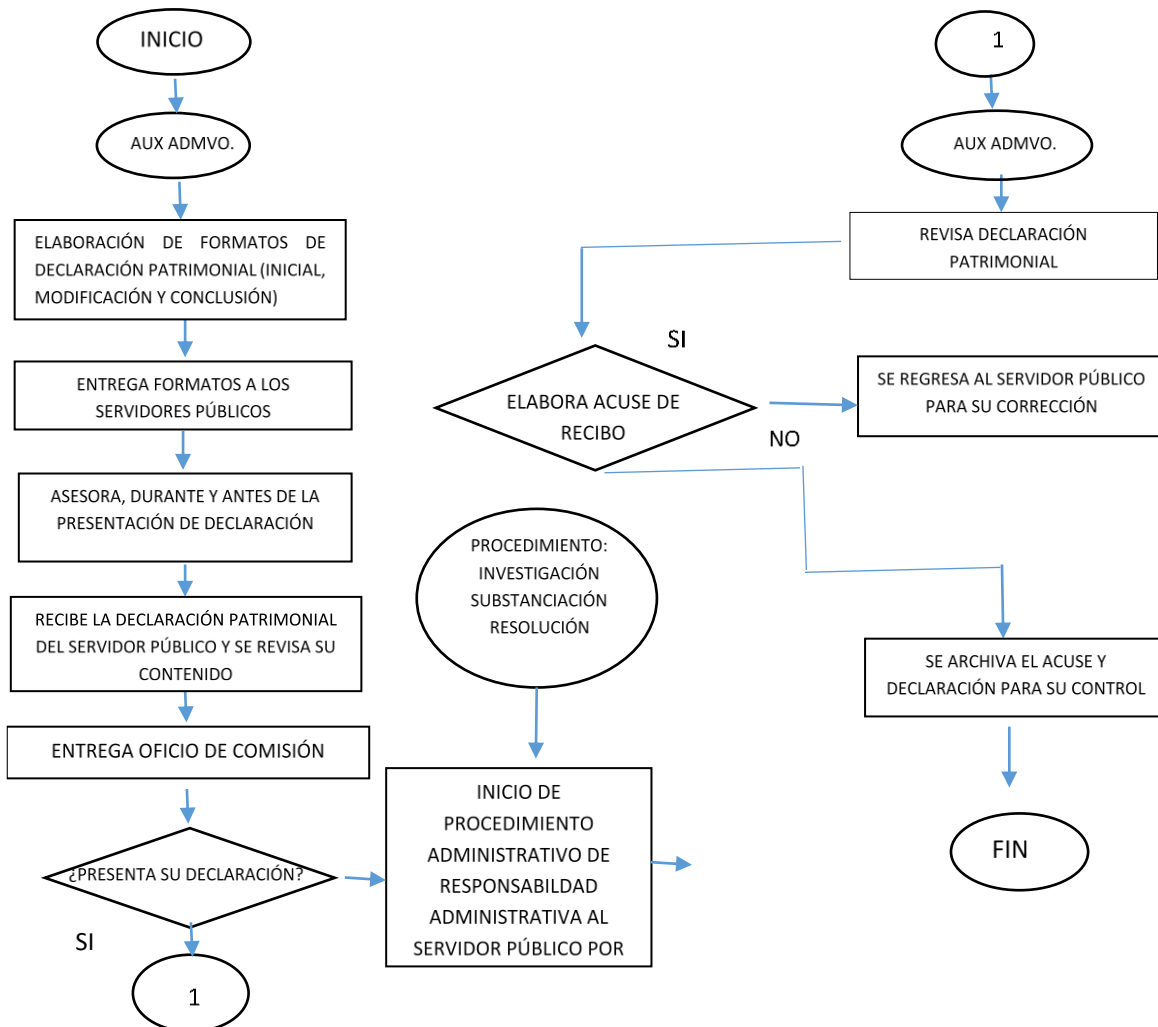 INICIO
AUX ADMVO.
ELABORACIÓN DE FORMATOS DE
DECLARACIÓN PATRIMONIAL (INICIAL,
MODIFICACIÓN Y CONCLUSIÓN)
ENTREGA FORMATOS A LOS
SERVIDORES PÚBLICOS
ASESORA, DURANTE Y ANTES DE LA
PRESENTACIÓN DE DECLARACIÓN
RECIBE LA DECLARACIÓN PATRIMONIAL
DEL SERVIDOR PÚBLICO Y SE REVISA SU
CONTENIDO
ENTREGA OFICIO DE COMISIÓN
¿PRESENTA SU DECLARACIÓN?
SI
1
PROCEDIMIENTO:
INVESTIGACIÓN
SUBSTANCIACIÓN
RESOLUCIÓN
INICIO DE
PROCEDIMIENTO
ADMINISTRATIVO DE
RESPONSABILDAD
ADMINISTRATIVA AL
SERVIDOR PÚBLICO POR
1
AUX ADMVO.
REVISA DECLARACIÓN
PATRIMONIAL
SI
ELABORA ACUSE DE
RECIBO
NO
SE REGRESA AL SERVIDOR PÚBLICO
PARA SU CORRECCIÓN
SE ARCHIVA EL ACUSE Y
DECLARACIÓN PARA SU CONTROL
FIN